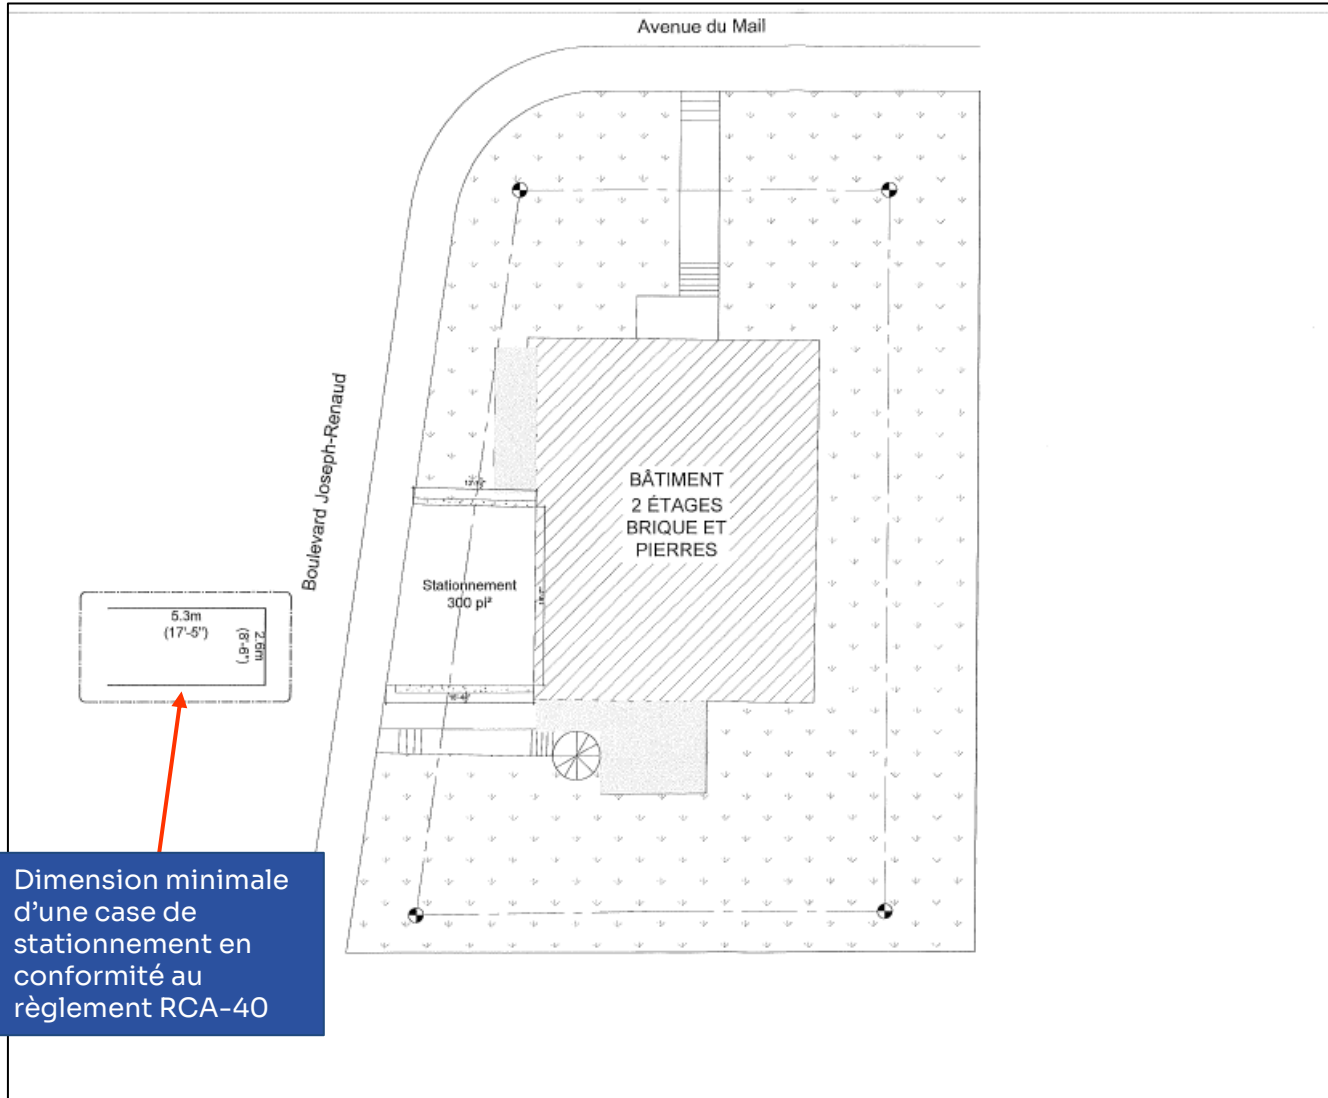 Avenue du Mail
Boulevard Joseph-Renaud
BÂTIMENT
2 ÉTAGES
BRIQUE ET
PIERRES
Stationnement
300 pi²
5.3m
(17'-5")
2.6m
(8'-6")
Dimension minimale
d'une case de
stationnement en
conformité au
règlement RCA-40